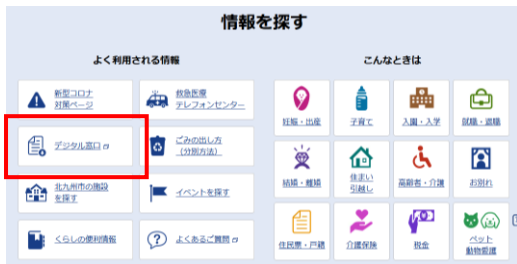 情報を探す
よく利用される情報
新型コロナ
対策ページ
救急医療
テレフォンセンター
デジタル窓口
ごみの出し方
(分別方法)
北九州市の施設
を探す
イベントを探す
くらしの便利情報
よくあるご質問
こんなときは
妊娠・出産
子育て
入園・入学
就職・退職
結婚・離婚
住まい
引越し
高齢者・介護
お別れ
住民票・戸籍
介護保険
税金
ペット
動物愛護